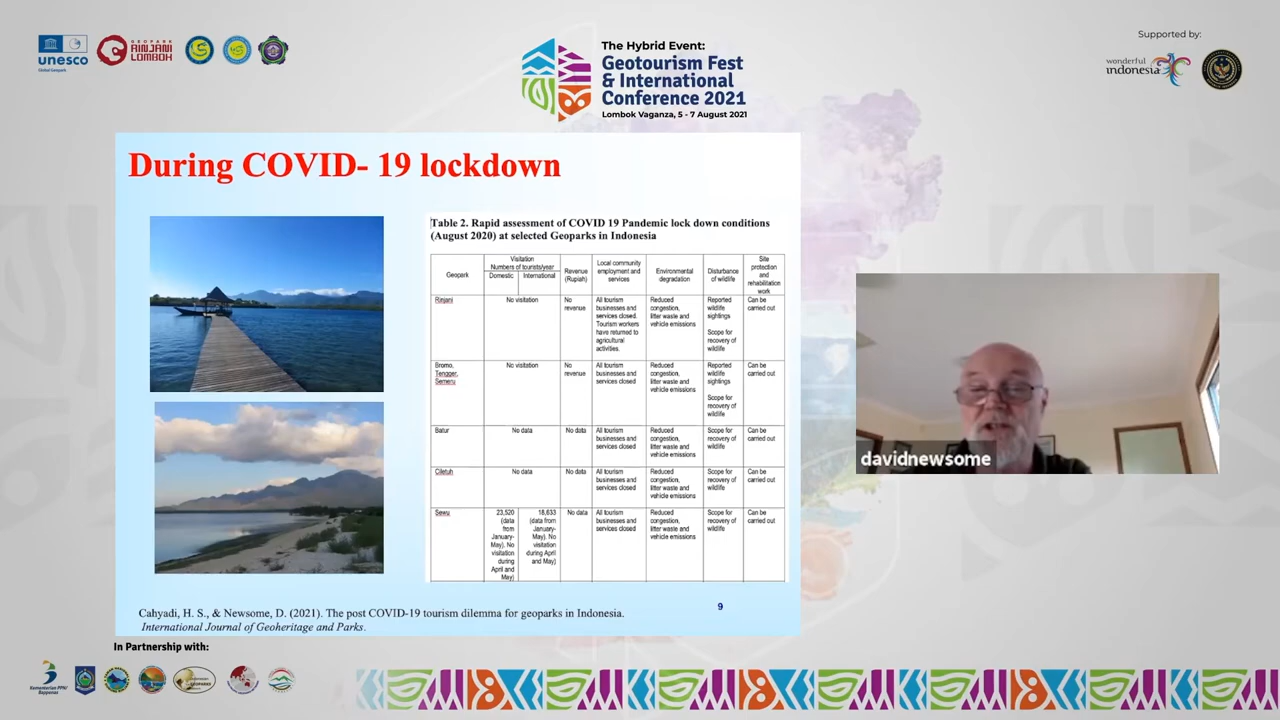 unesco
Global Geopark
GEOPARK
RINJANI
LOMBOK
The Hybrid Event:
Geotourism Fest
& International
Conference 2021
Lombok Vaganza, 5 - 7 August 2021
Supported by:
wonderful
indonesia
During COVID- 19 lockdown
Table 2. Rapid assessment of COVID 19 Pandemic lock down conditions
(August 2020) at selected Geoparks in Indonesia
Geopark
Visitation
Numbers of tourists/year
Domestic
International
Revenue
(Rupiah)
Local community
employment and
services
Environmental
degradation
Disturbance
of wildlife
Site
protection
and
rehabilitation
work
Rinjani
No visitation
No
revenue
All tourism
businesses and
services closed.
Tourism workers
have returned to
agricultural
activities.
Reduced
congestion,
litter waste and
vehicle emissions
Reported
wildlife
sightings
Scope for
recovery of
wildlife
Can be
carried out
Bromo,
Tengger,
Semeru
No visitation
No
revenue
All tourism
businesses and
services closed
Reduced
congestion,
litter waste and
vehicle emissions
Reported
wildlife
sightings
Scope for
recovery of
wildlife
Can be
carried out
Batur
No data
No data
All tourism
businesses and
services closed
Reduced
congestion,
litter waste and
vehicle emissions
Scope for
recovery of
wildlife
Can be
carried out
Ciletuh
No data
No data
All tourism
businesses and
services closed
Reduced
congestion,
litter waste and
vehicle emissions
Scope for
recovery of
wildlife
Can be
carried out
Sewu
23,520
(data
from
January-
May). No
visitation
during
April and
May)
18,633
(data from
January-
May). No
visitation
during April
and May)
No data
All tourism
businesses and
services closed
Reduced
congestion,
litter waste and
vehicle emissions
Scope for
recovery of
wildlife
Can be
carried out
Cahyadi, H. S., & Newsome, D. (2021). The post COVID-19 tourism dilemma for geoparks in Indonesia.
International Journal of Geoheritage and Parks.
9
davidnewsome
In Partnership with:
Kementerian PPN/
Bappenas